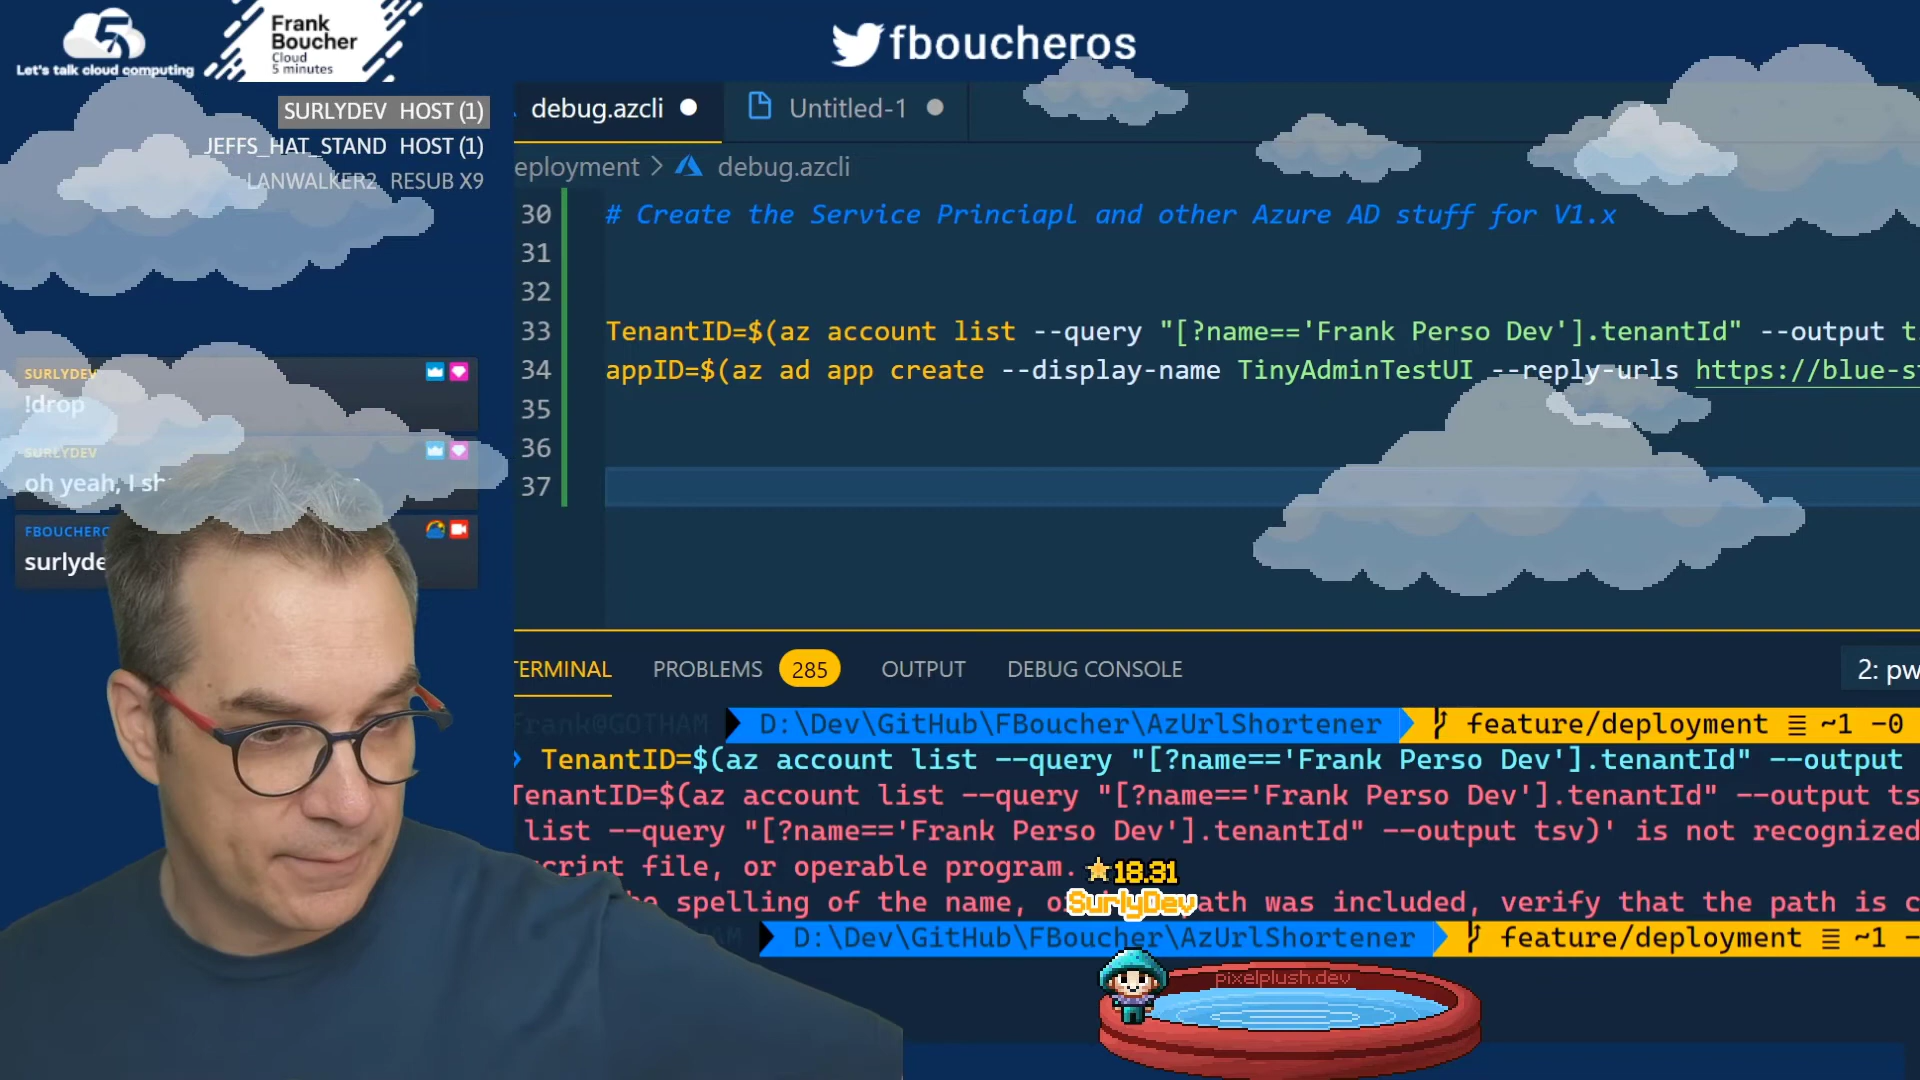 5
Let's talk cloud computing
Frank
Boucher
Cloud
5 minutes
fboucheros
SURLYDEV HOST (1)
JEFFS_HAT_STAND HOST (1)
LANWALKER2 RESUB X9
SURLYDEV
!drop
SURLYDEV
oh yeah, I sh
FBOUCHERO
surlyde
debug.azcli
Untitled-1
eployment > debug.azcli
30 # Create the Service Princiapl and other Azure AD stuff for V1.x
31
32
33 TenantID=$(az account list --query "[?name=='Frank Perso Dev'].tenantId" --output t
34 appID=$(az ad app create --display-name TinyAdminTestUI --reply-urls https://blue-s
35
36
37
TERMINAL PROBLEMS 285 OUTPUT DEBUG CONSOLE 2: pw
Frank@GOTHAM D:\Dev\GitHub\FBoucher\AzUrlShortener feature/deployment ≡ ~1 -0
TenantID=$(az account list --query "[?name=='Frank Perso Dev'].tenantId" --output
TenantID=$(az account list --query "[?name=='Frank Perso Dev'].tenantId" --output ts
list --query "[?name=='Frank Perso Dev'].tenantId" --output tsv)' is not recognized
cript file, or operable program.
18.31
spelling of the name, o path was included, verify that the path is c
SurlyDev
D:\Dev\GitHub\FBoucher\AzUrlShortener feature/deployment ≡ ~1 -
pixelplush.dev